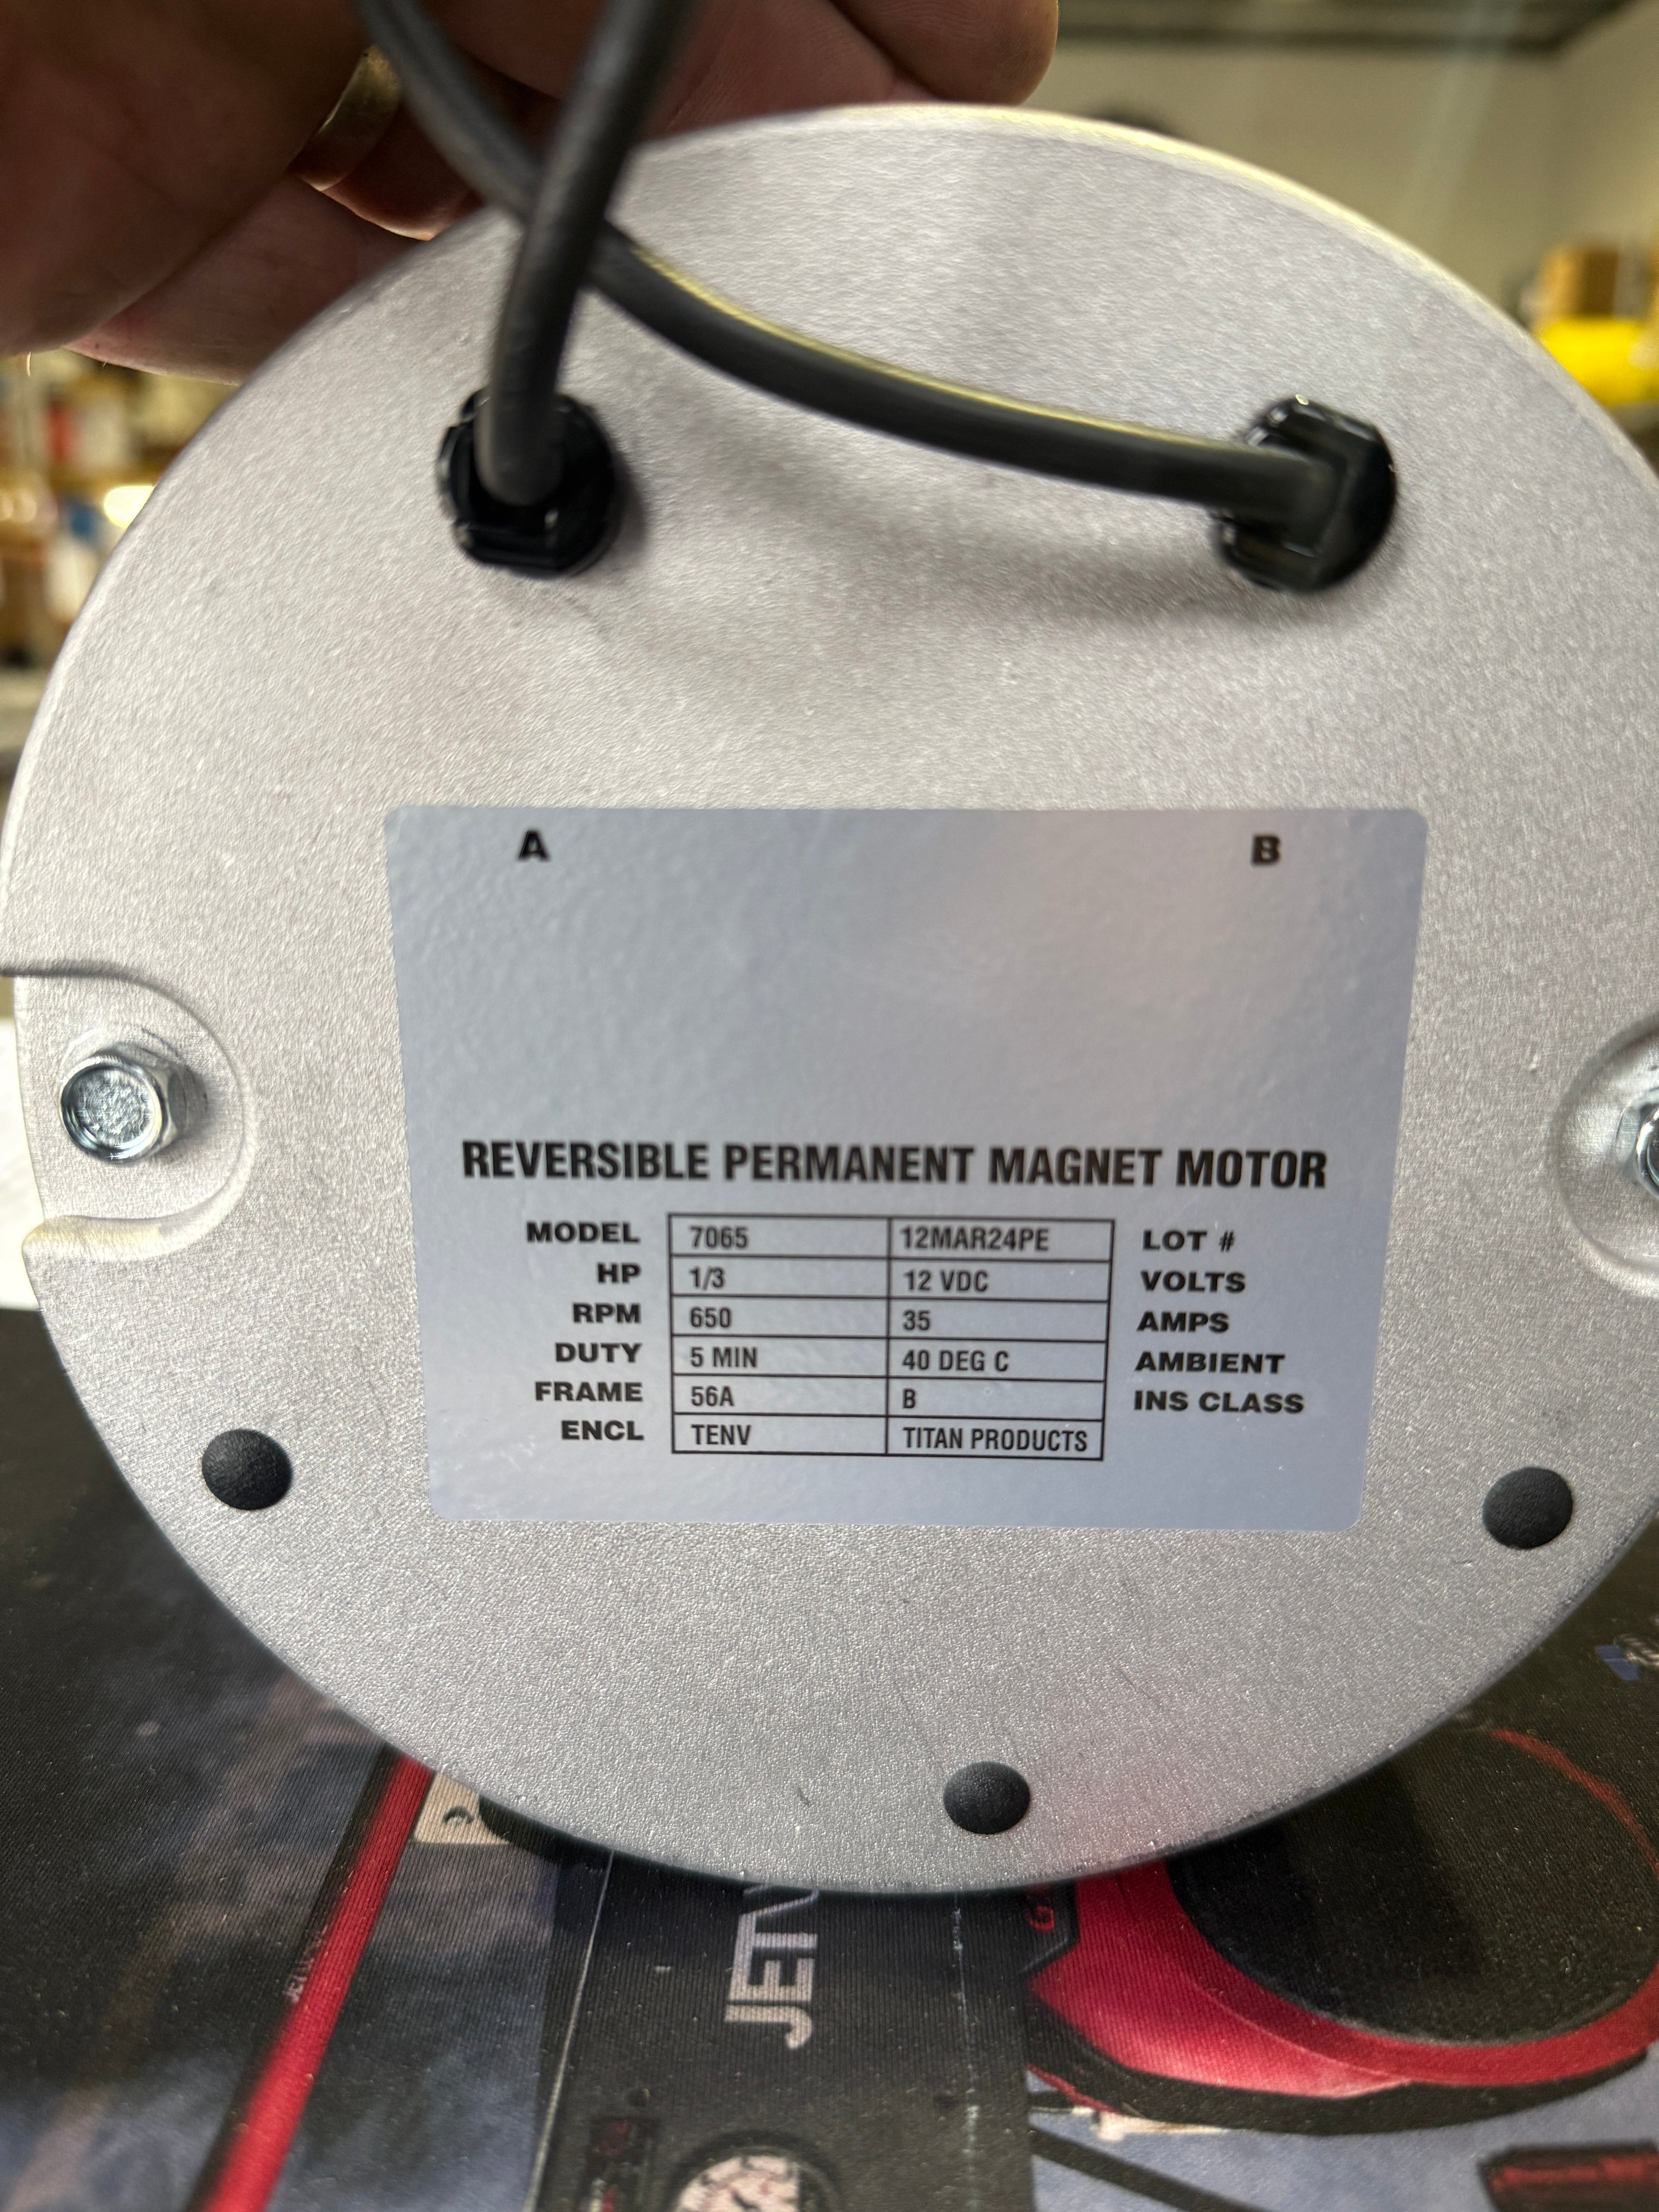 A B
REVERSIBLE PERMANENT MAGNET MOTOR
MODEL 7065 12MAR24PE LOT #
HP 1/3 12 VDC VOLTS
RPM 650 35 AMPS
DUTY 5 MIN 40 DEG C AMBIENT
FRAME 56A B INS CLASS
ENCL TENV TITAN PRODUCTS